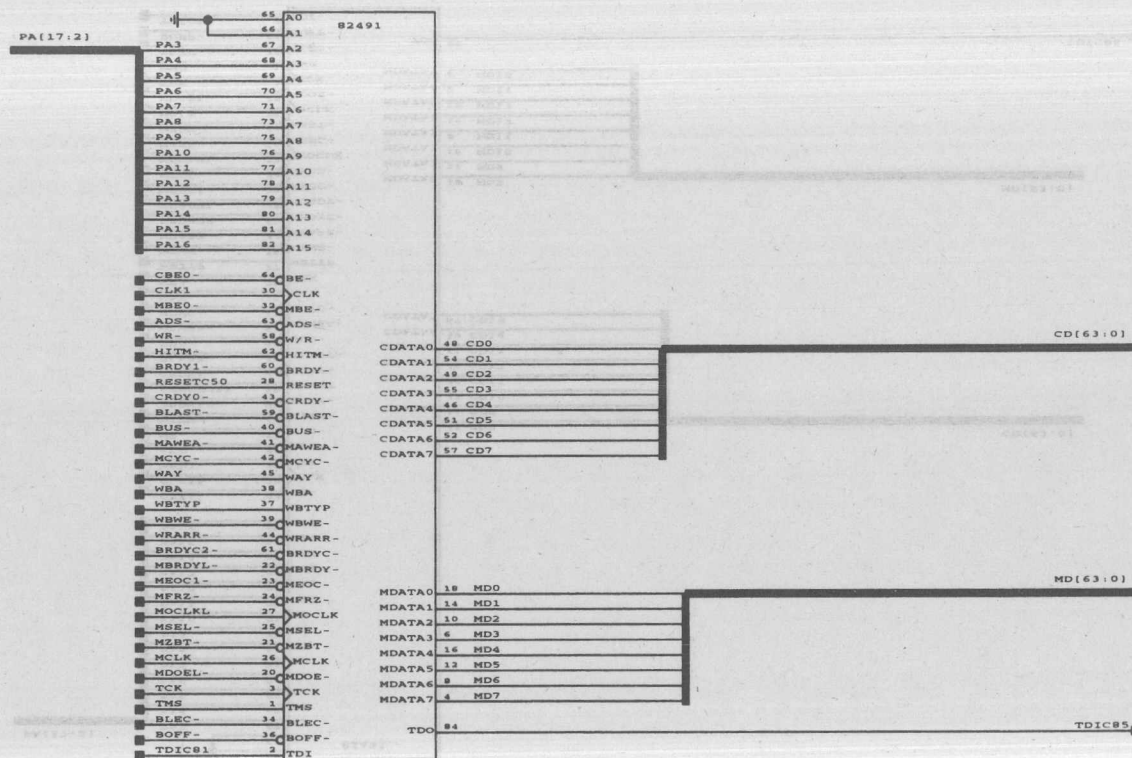 65 A0
82491
66 A1
PA[17:2]
PA3 67 A2
PA4 68 A3
PA5 69 A4
PA6 70 A5
PA7 71 A6
PA8 73 A7
PA9 75 A8
PA10 76 A9
PA11 77 A10
PA12 78 A11
PA13 79 A12
PA14 80 A13
PA15 81 A14
PA16 82 A15
CBE0- 64 BE-
CLK1 30 CLK
MBE0- 32 MBE-
ADS- 63 ADS-
WR- 58 W/R-
HITM- 62 HITM-
BRDY1- 60 BRDY-
RESETC50 28 RESET
CRDY0- 43 CRDY-
BLAST- 59 BLAST-
BUS- 40 BUS-
MAWEA- 41 MAWEA-
MCYC- 42 MCYC-
WAY 45 WAY
WBA 38 WBA
WBTYP 37 WBTYP
WBWE- 39 WBWE-
WRARR- 44 WRARR-
BRDYC2- 61 BRDYC-
MBRDYL- 22 MBRDY-
MEOC1- 23 MEOC-
MFRZ- 24 MFRZ-
MOCLKL 27 MOCLK
MSEL- 25 MSEL-
MZBT- 21 MZBT-
MCLK 26 MCLK
MDOEL- 20 MDOE-
TCK 3 TCK
TMS 1 TMS
BLEC- 34 BLEC-
BOFF- 36 BOFF-
TDIC81 2 TDI
CD[63:0]
CDATA0 48 CD0
CDATA1 54 CD1
CDATA2 49 CD2
CDATA3 55 CD3
CDATA4 46 CD4
CDATA5 51 CD5
CDATA6 52 CD6
CDATA7 57 CD7
MD[63:0]
MDATA0 18 MD0
MDATA1 14 MD1
MDATA2 10 MD2
MDATA3 6 MD3
MDATA4 16 MD4
MDATA5 12 MD5
MDATA6 8 MD6
MDATA7 4 MD7
TDO 84
TDIC85